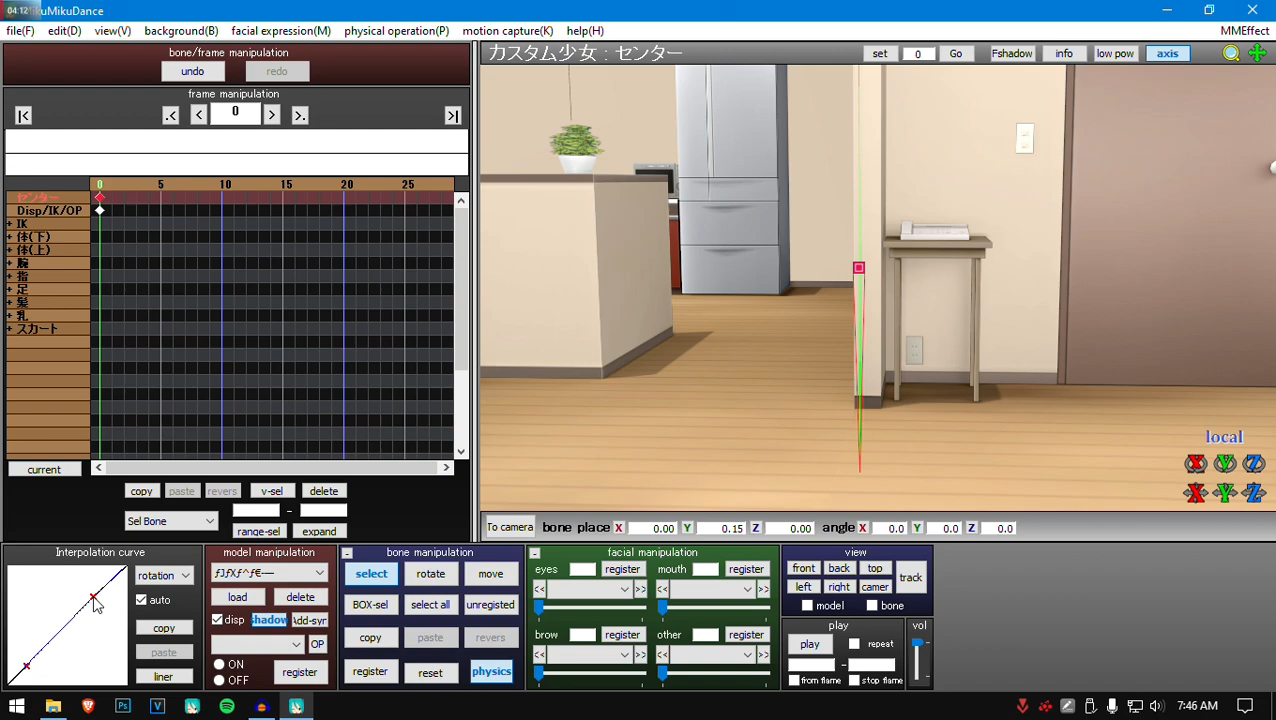 04:12
kuMikuDance
file(F) edit(D) view(V) background(B) facial expression(M) physical operation(P) motion capture(K) help(H) MMEffect
bone/frame manipulation
undo redo
frame manipulation
|< .< < 0 > >. >|
0 5 10 15 20 25
センター
Disp/IK/OP
+ IK
+ 体(下)
+ 体(上)
+ 腕
+ 指
+ 足
+ 髪
+ 乳
+ スカート
current < >
copy paste revers v-sel delete
Sel Bone -
range-sel expand
カスタム少女：センター
set 0 Go Fshadow info low pow axis
local
X Y Z
X Y Z
To camera bone place X 0.00 Y 0.15 Z 0.00 angle X 0.0 Y 0.0 Z 0.0
Interpolation curve
rotation
auto
copy
paste
liner
model manipulation
ƒJƒfƒXƒ^ƒ€----
load delete
disp shadow Add-syn
OP
ON
OFF
register
- bone manipulation
select rotate move
BOX-sel select all unregisted
copy paste revers
register reset physics
- facial manipulation
eyes register mouth register
<< >> << >>
brow register other register
<< >> << >>
view
front back top
left right camer
track
model bone
play
play repeat
-
from flame stop flame
vol
7:46 AM